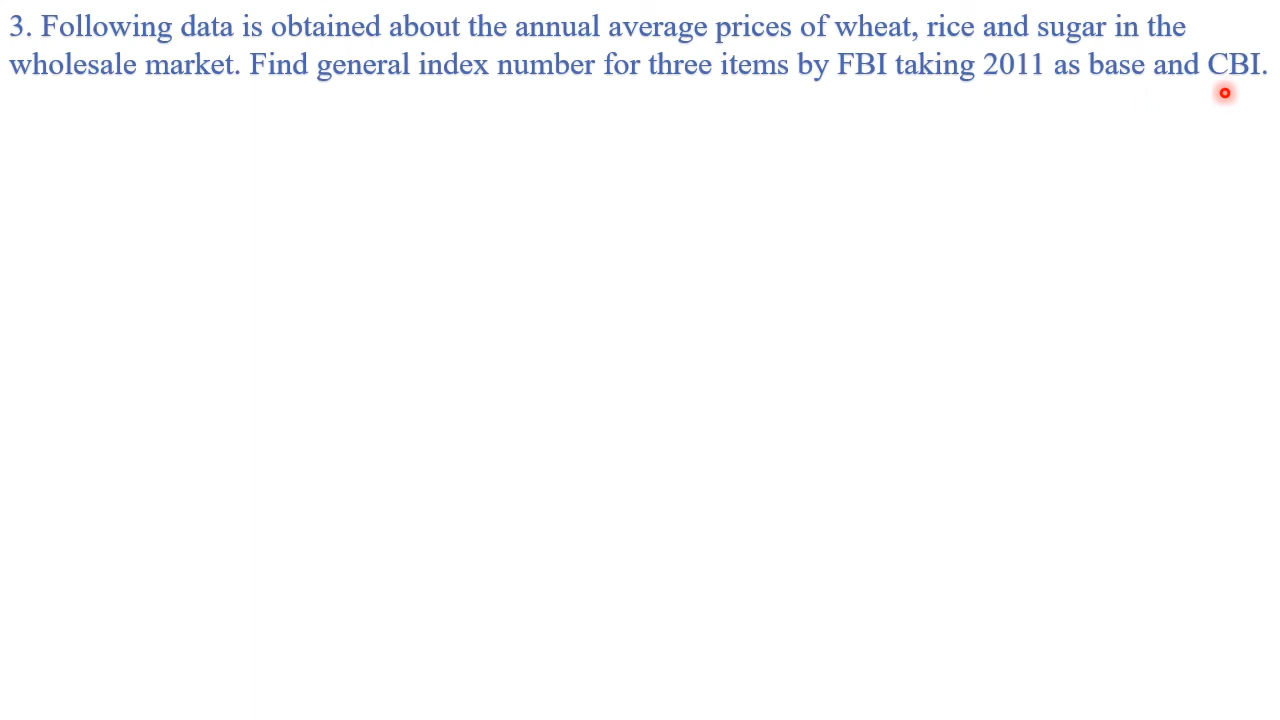 3. Following data is obtained about the annual average prices of wheat, rice and sugar in the
wholesale market. Find general index number for three items by FBI taking 2011 as base and CBI.